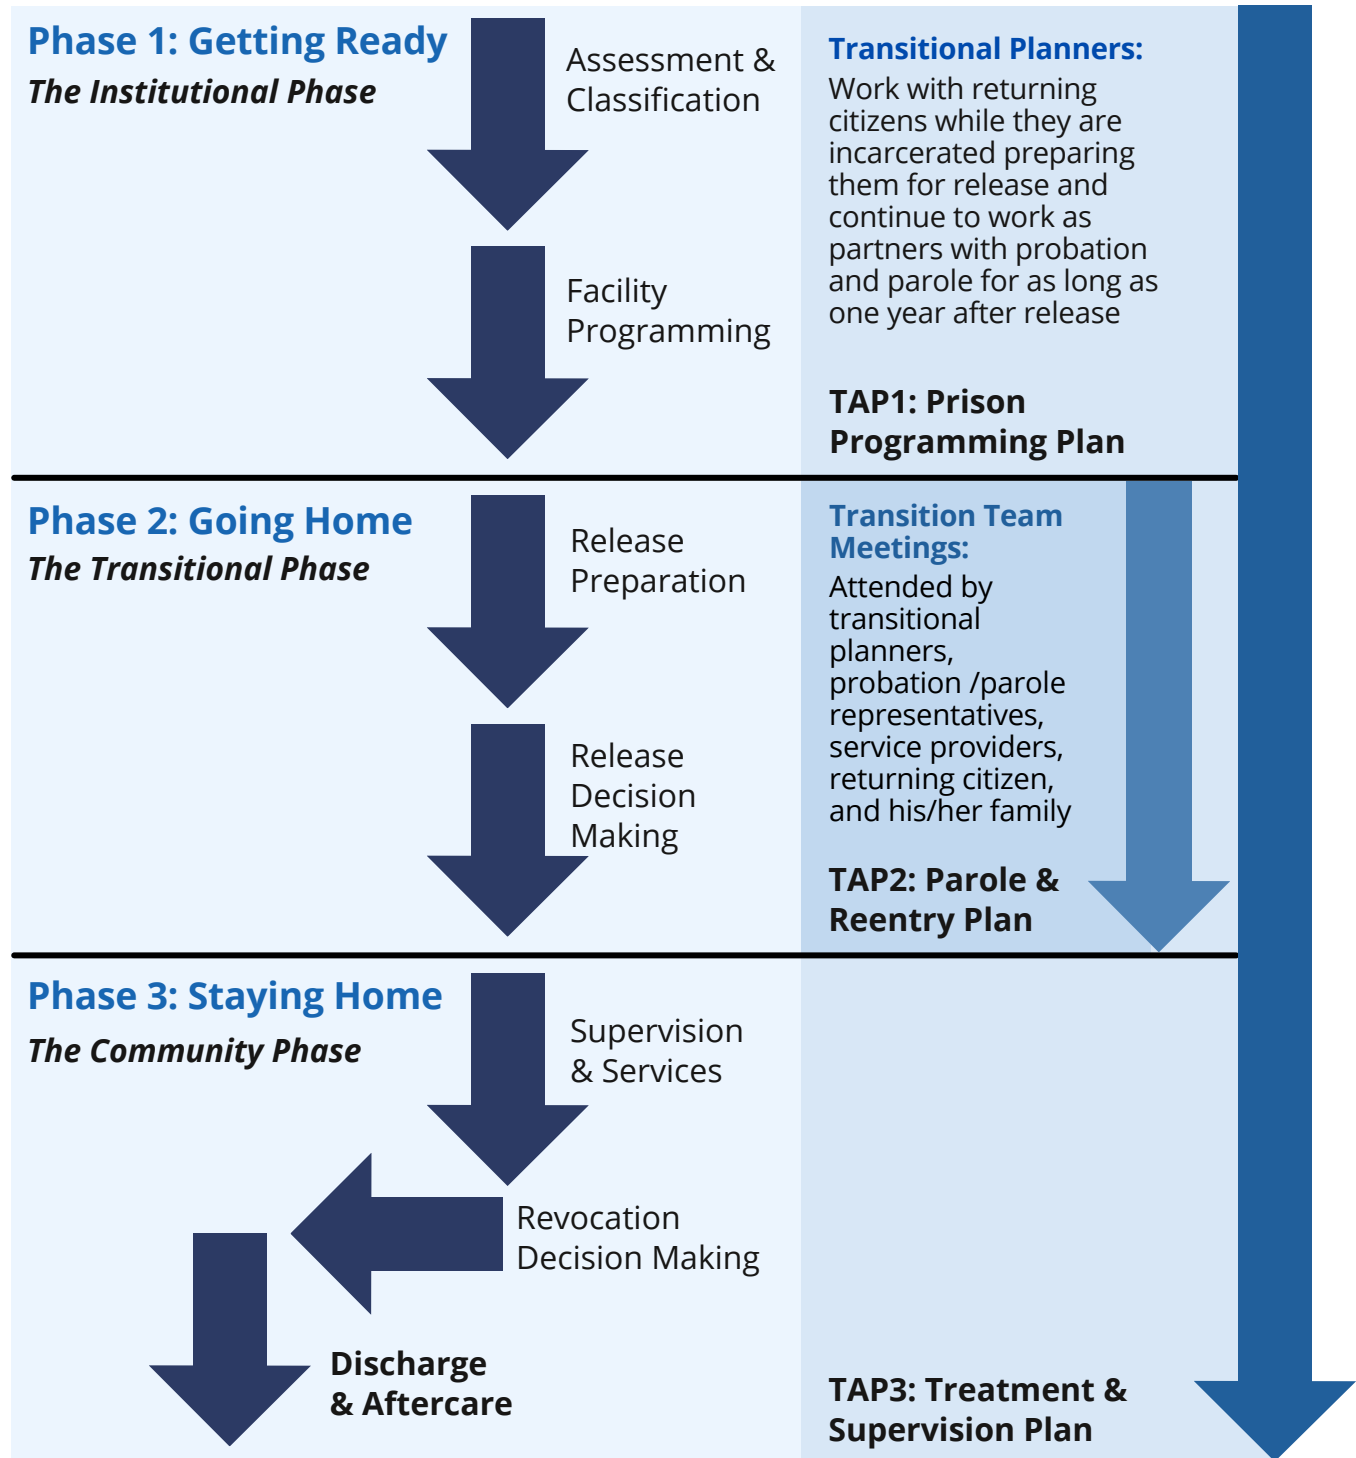 Phase 1: Getting Ready
The Institutional Phase
Assessment &
Classification
Facility
Programming
Transitional Planners:
Work with returning
citizens while they are
incarcerated preparing
them for release and
continue to work as
partners with probation
and parole for as long as
one year after release
TAP1: Prison
Programming Plan
Phase 2: Going Home
The Transitional Phase
Release
Preparation
Release
Decision
Making
Transition Team
Meetings:
Attended by
transitional
planners,
probation /parole
representatives,
service providers,
returning citizen,
and his/her family
TAP2: Parole &
Reentry Plan
Phase 3: Staying Home
The Community Phase
Supervision
& Services
Revocation
Decision Making
Discharge
& Aftercare
TAP3: Treatment &
Supervision Plan